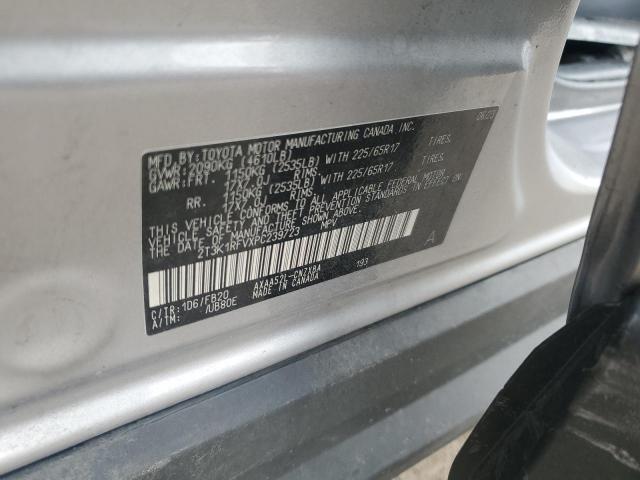 MFD. BY: TOYOTA MOTOR MANUFACTURING CANADA, INC. 06/23
GVWR: 2090KG (4610LB)
GAWR: FRT. 1150KG (2535LB) WITH 225/65R17 TIRES,
17X7.0J RIMS.
RR. 1150KG (2535LB) WITH 225/65R17 TIRES,
17X7.0J RIMS.
THIS VEHICLE CONFORMS TO ALL APPLICABLE FEDERAL MOTOR
VEHICLE SAFETY AND THEFT PREVENTION STANDARDS
IN EFFECT ON THE DATE OF MANUFACTURE SHOWN ABOVE.
2T3K1RFVXPC239723 MPV
A
C/TR: 1D6/FB20 AXAA52L-CNZXBA 193
A/TM: /UB80E MADE IN CANADA